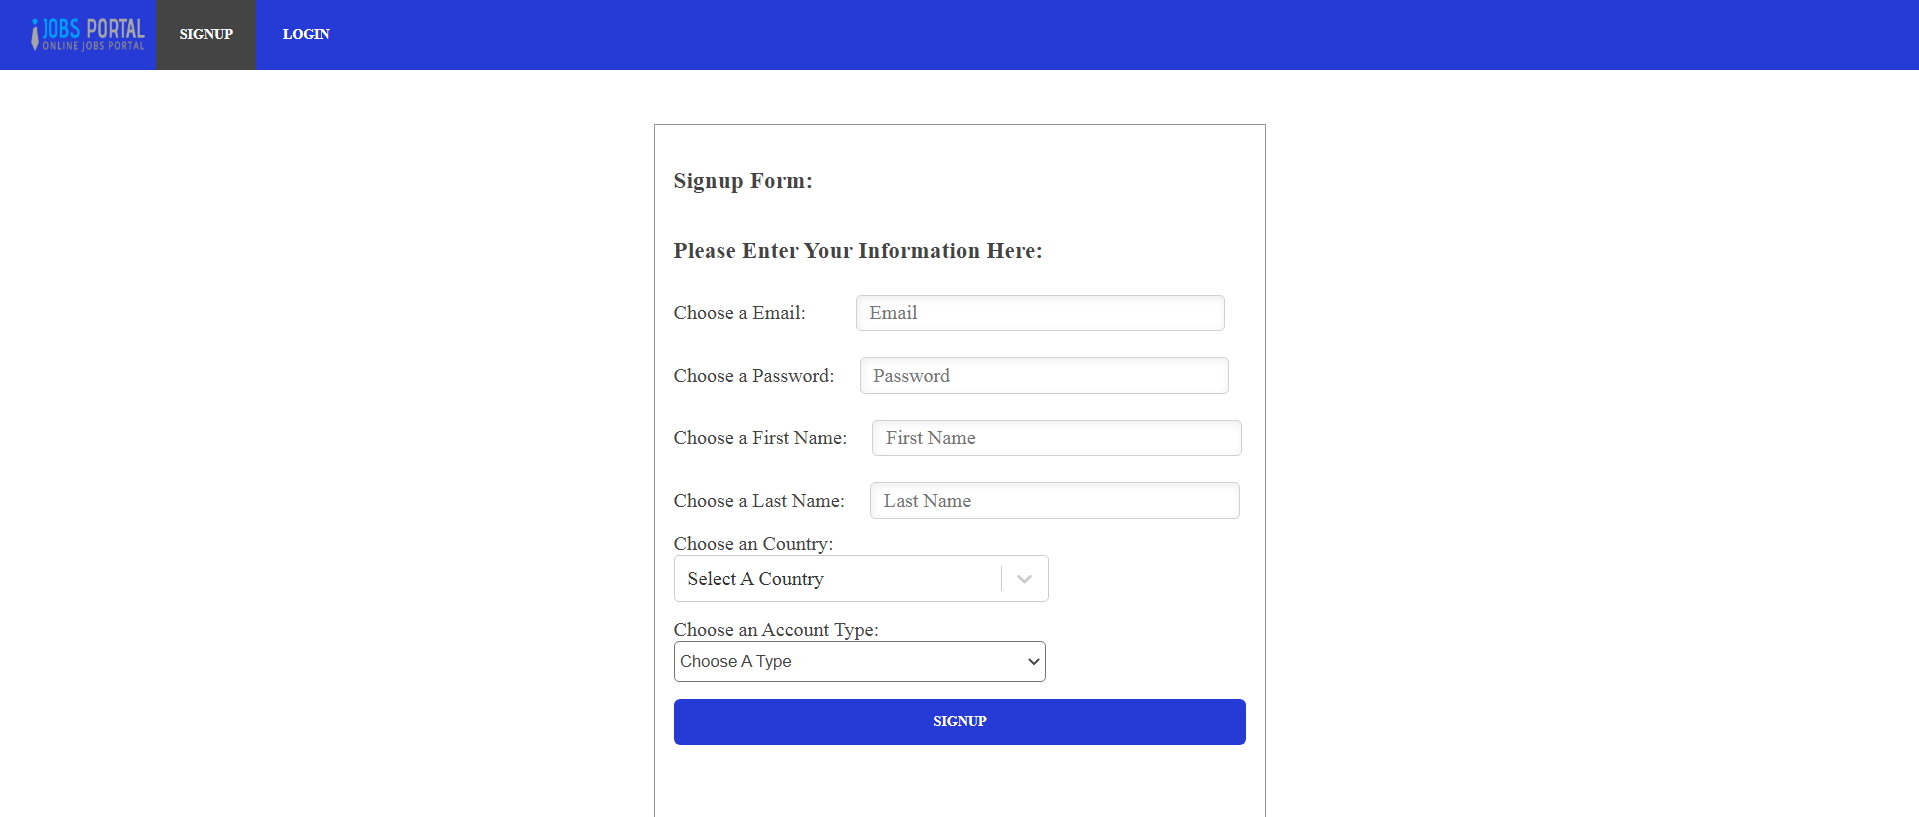 JOBS PORTAL
ONLINE JOBS PORTAL
SIGNUP
LOGIN
Signup Form:
Please Enter Your Information Here:
Choose a Email: Email
Choose a Password: Password
Choose a First Name: First Name
Choose a Last Name: Last Name
Choose an Country:
Select A Country
Choose an Account Type:
Choose A Type
SIGNUP